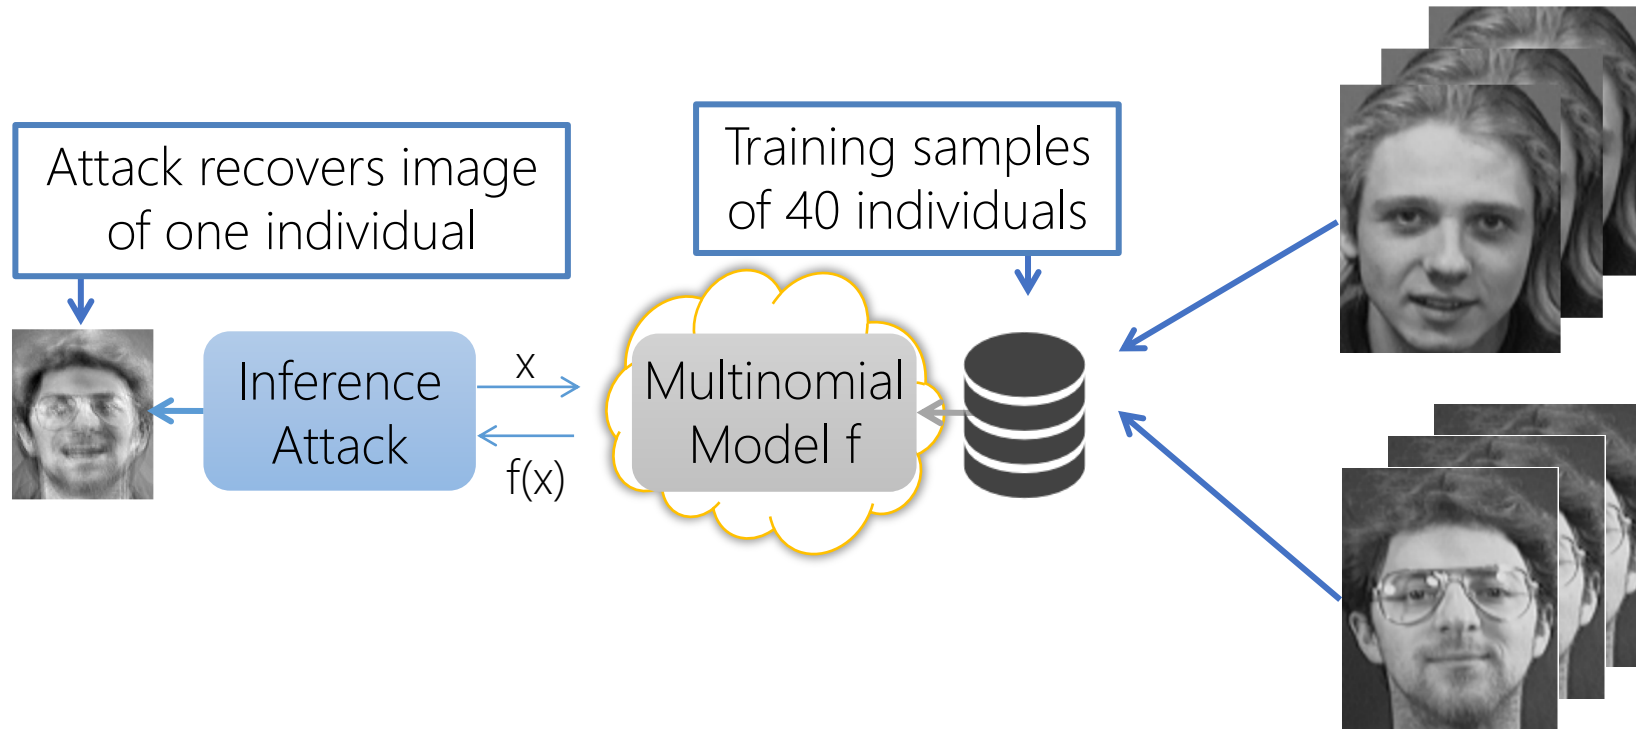 Attack recovers image
of one individual
Training samples
of 40 individuals
Inference
Attack
x
f(x)
Multinomial
Model f